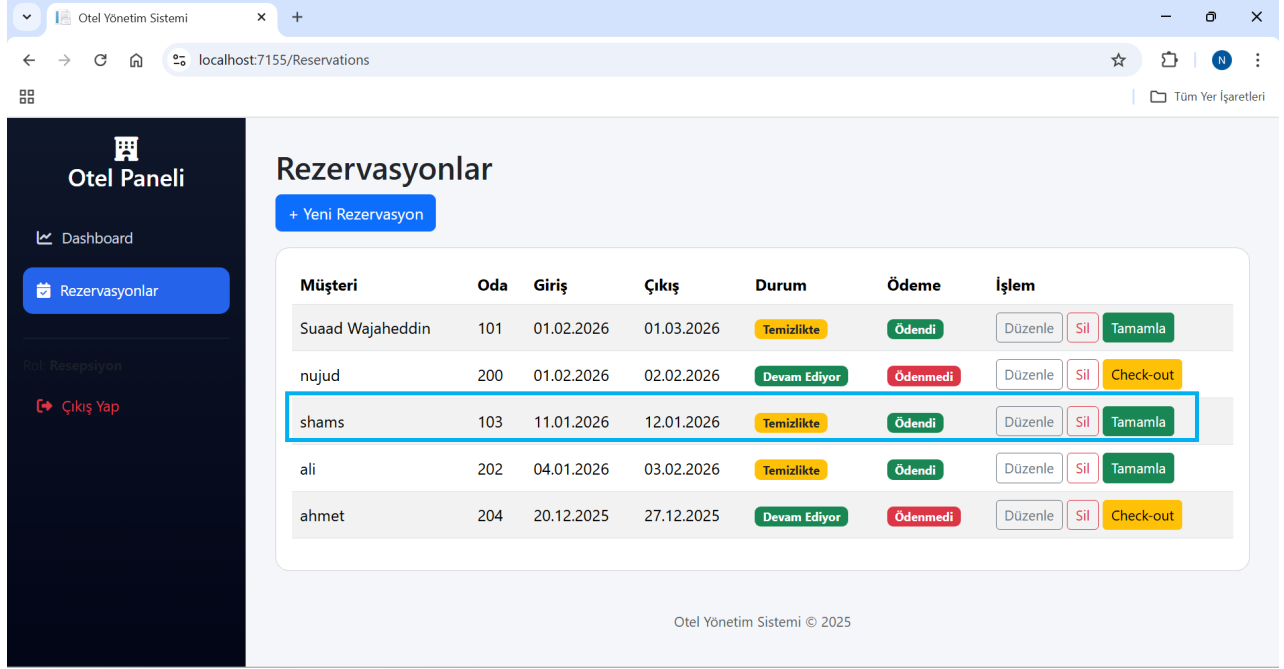 Otel Yönetim Sistemi
localhost:7155/Reservations
N
Tüm Yer İşaretleri
Otel Paneli
Dashboard
Rezervasyonlar
Rol: Resepsiyon
Çıkış Yap
Rezervasyonlar
+ Yeni Rezervasyon
Müşteri Oda Giriş Çıkış Durum Ödeme İşlem
Suaad Wajaheddin 101 01.02.2026 01.03.2026 Temizlikte Ödendi Düzenle Sil Tamamla
nujud 200 01.02.2026 02.02.2026 Devam Ediyor Ödenmedi Düzenle Sil Check-out
shams 103 11.01.2026 12.01.2026 Temizlikte Ödendi Düzenle Sil Tamamla
ali 202 04.01.2026 03.02.2026 Temizlikte Ödendi Düzenle Sil Tamamla
ahmet 204 20.12.2025 27.12.2025 Devam Ediyor Ödenmedi Düzenle Sil Check-out
Otel Yönetim Sistemi © 2025